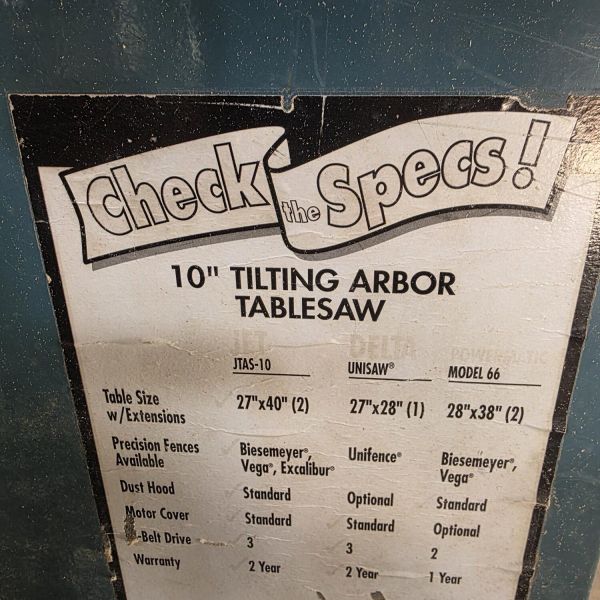 Check the Specs!
10" TILTING ARBOR
TABLESAW
JET DELTA POWERMATIC
JTAS-10 UNISAW® MODEL 66
Table Size
w/Extensions 27"x40" (2) 27"x28" (1) 28"x38" (2)
Precision Fences
Available Biesemeyer®, Vega®, Excalibur® Unifence® Biesemeyer®, Vega®
Dust Hood Standard Optional Standard
Motor Cover Standard Standard Optional
-Belt Drive 3 3 2
Warranty 2 Year 2 Year 1 Year